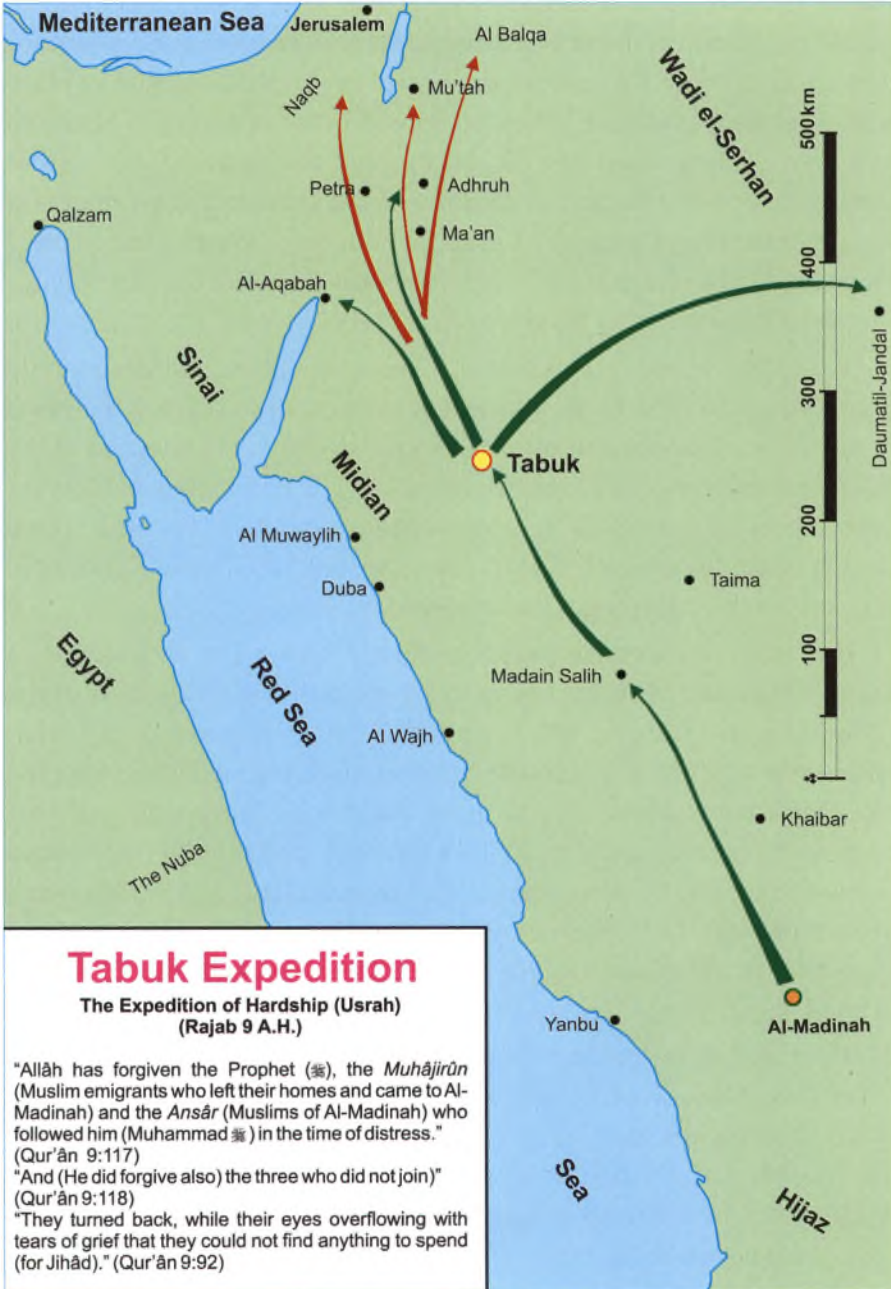 Mediterranean Sea
Jerusalem
Al Balqa
Naqb
Mu'tah
Wadi el-Serhan
500km
Petra
Adhruh
Qalzam
Ma'an
400
Al-Aqabah
Daumatil-Jandal
Sinai
300
Tabuk
Midian
200
Al Muwaylih
Duba
Taima
Egypt
100
Madain Salih
Red Sea
Al Wajh
Khaibar
The Nuba
Al-Madinah
Yanbu
Sea
Hijaz
Tabuk Expedition
The Expedition of Hardship (Usrah)
(Rajab 9 A.H.)
"Allâh has forgiven the Prophet (ﷺ), the Muhâjirûn
(Muslim emigrants who left their homes and came to Al-
Madinah) and the Ansâr (Muslims of Al-Madinah) who
followed him (Muhammad ﷺ) in the time of distress."
(Qur'ân 9:117)
"And (He did forgive also) the three who did not join)"
(Qur'ân 9:118)
"They turned back, while their eyes overflowing with
tears of grief that they could not find anything to spend
(for Jihâd)." (Qur'ân 9:92)